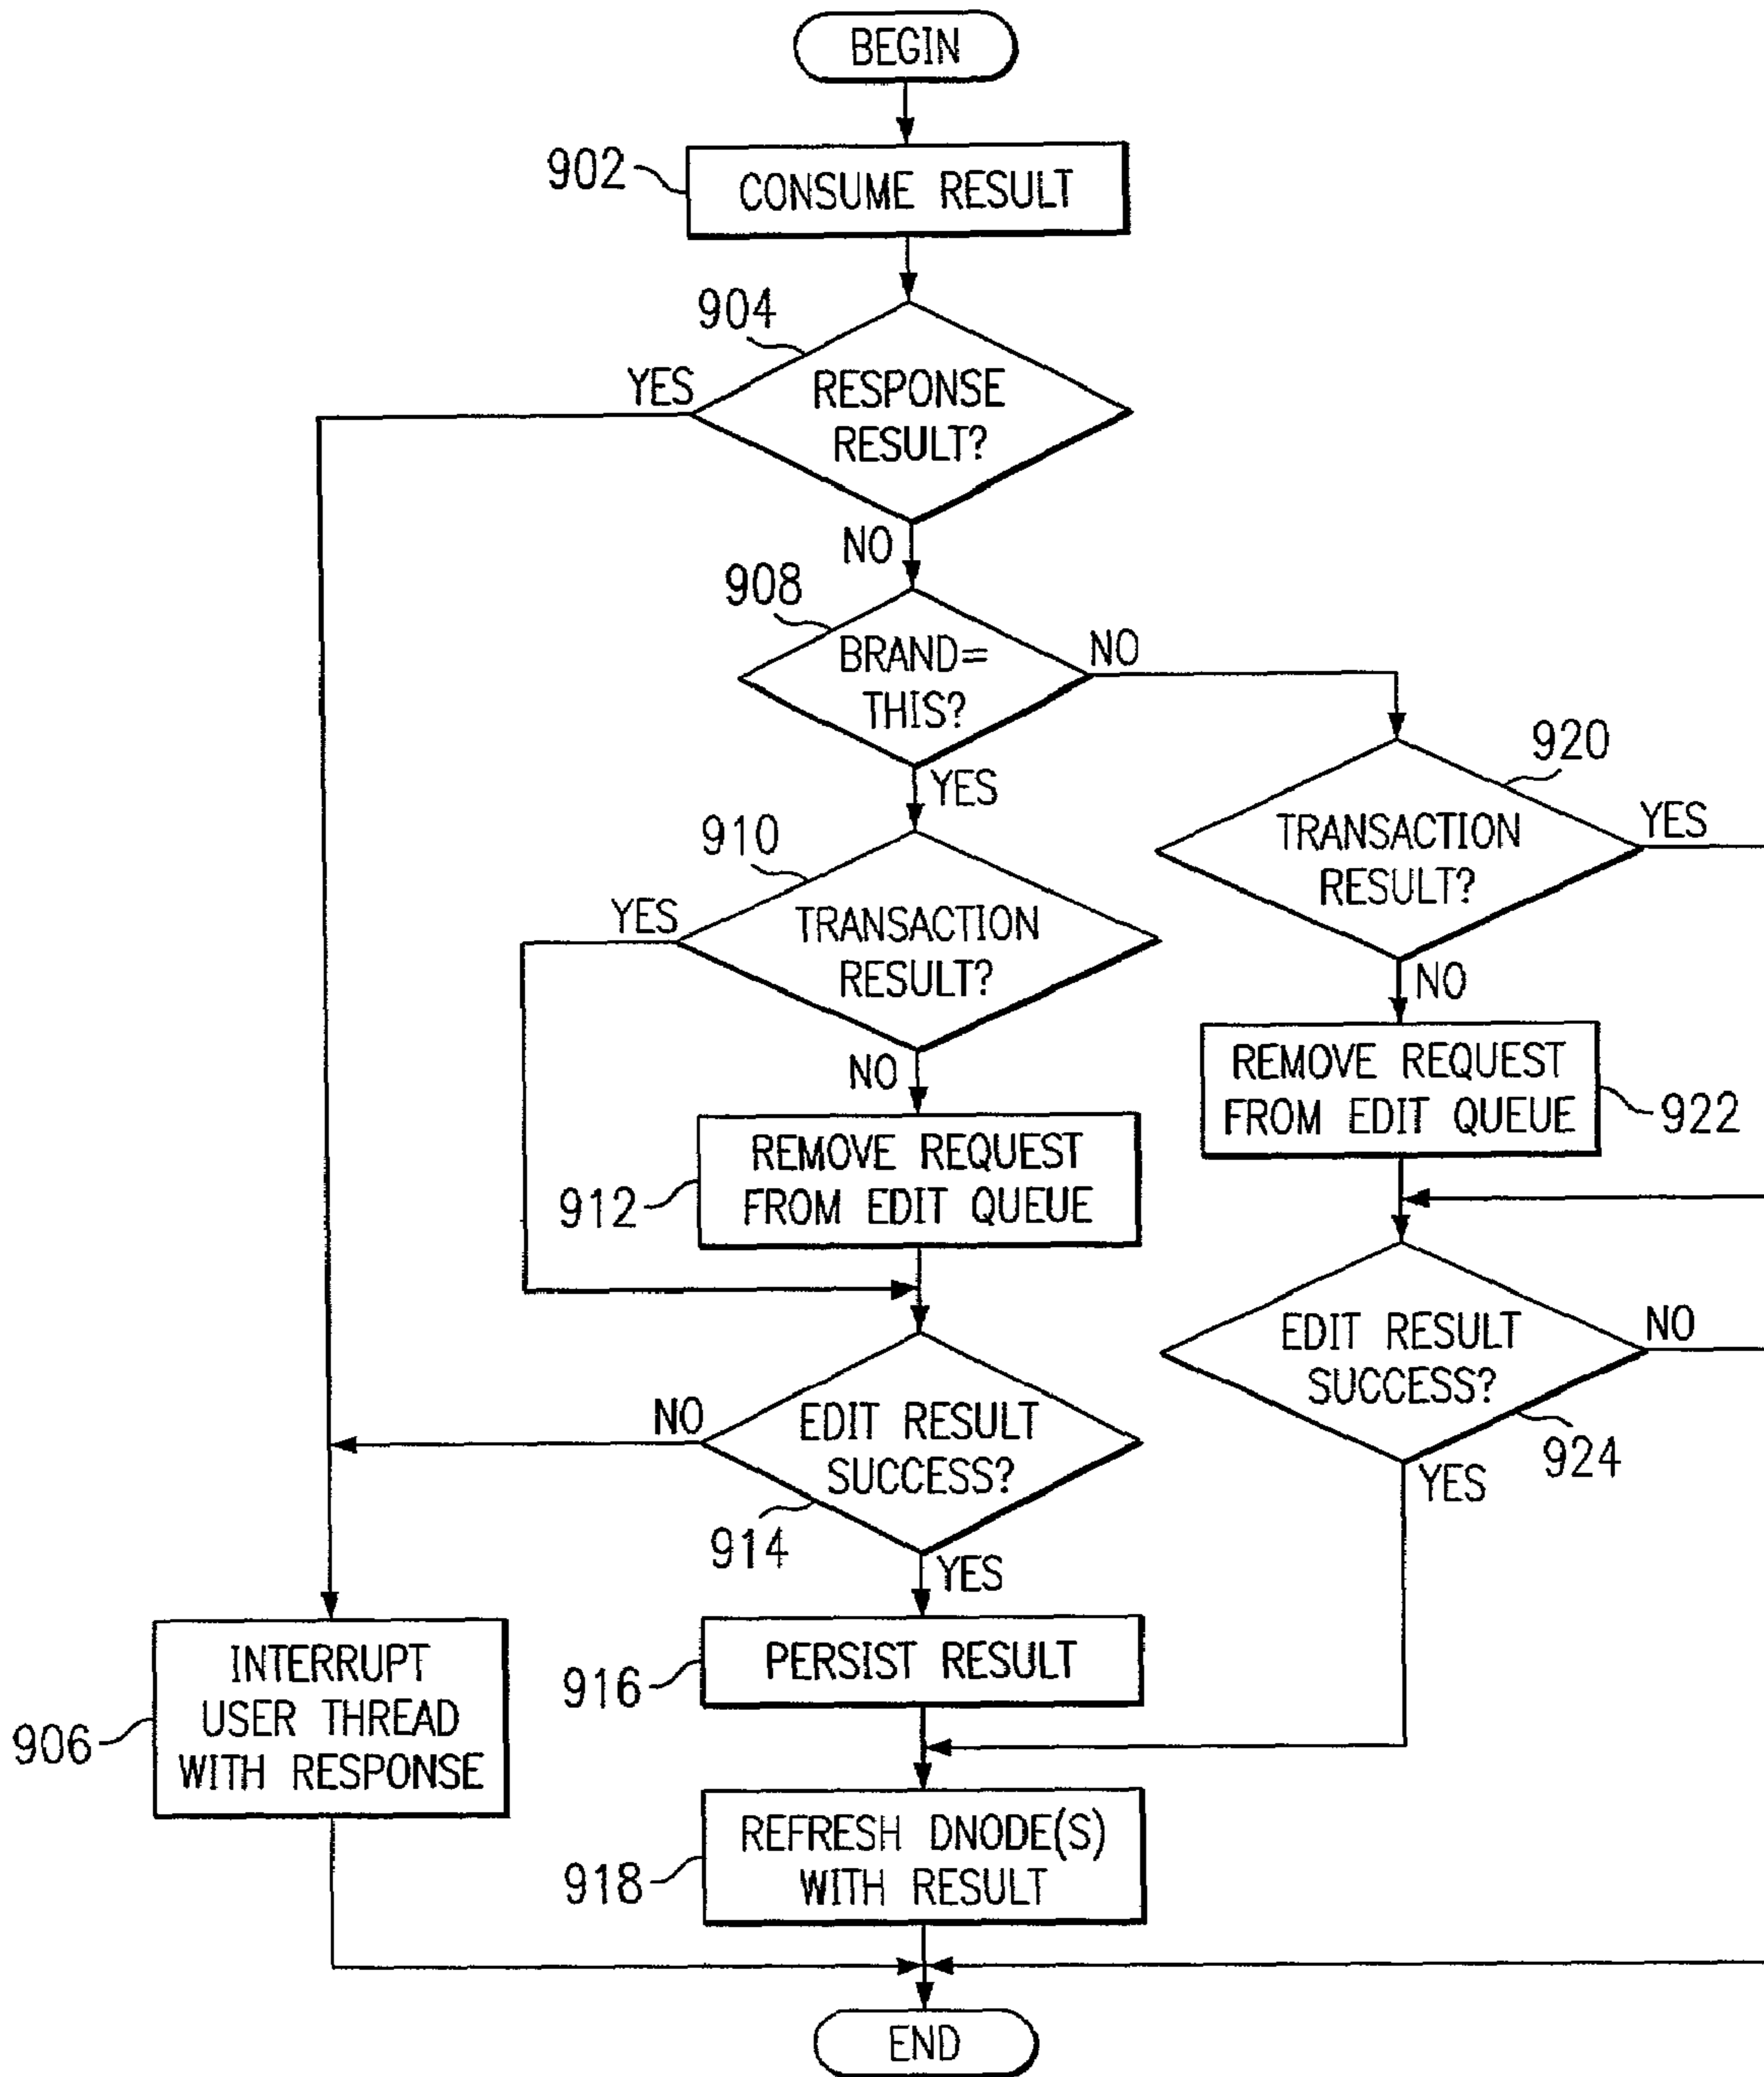 BEGIN
902
CONSUME RESULT
904
YES
RESPONSE
RESULT?
NO
908
BRAND=
THIS?
NO
YES
920
TRANSACTION
RESULT?
YES
NO
910
YES
TRANSACTION
RESULT?
NO
REMOVE REQUEST
FROM EDIT QUEUE
922
912
REMOVE REQUEST
FROM EDIT QUEUE
EDIT RESULT
SUCCESS?
NO
924
YES
NO
EDIT RESULT
SUCCESS?
914
YES
916
PERSIST RESULT
906
INTERRUPT
USER THREAD
WITH RESPONSE
918
REFRESH DNODE(S)
WITH RESULT
END